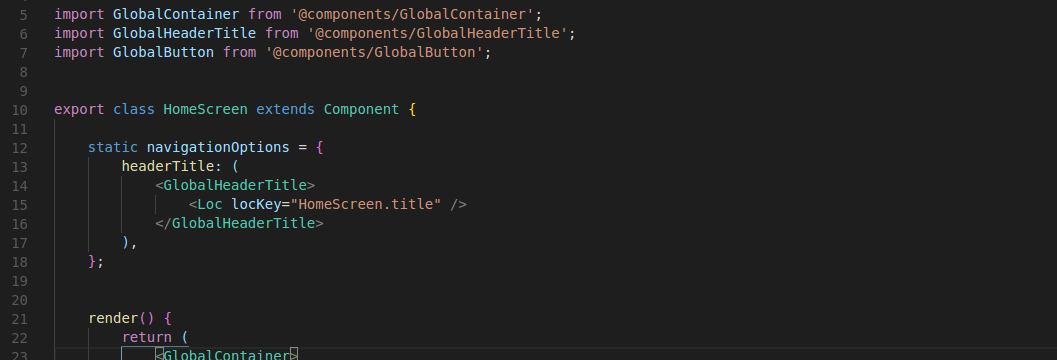 5 import GlobalContainer from '@components/GlobalContainer';
6 import GlobalHeaderTitle from '@components/GlobalHeaderTitle';
7 import GlobalButton from '@components/GlobalButton';
8
9
10 export class HomeScreen extends Component {
11
12 static navigationOptions = {
13 headerTitle: (
14 <GlobalHeaderTitle>
15 <Loc locKey="HomeScreen.title" />
16 </GlobalHeaderTitle>
17 ),
18 };
19
20
21 render() {
22 return (
23 <GlobalContainer>